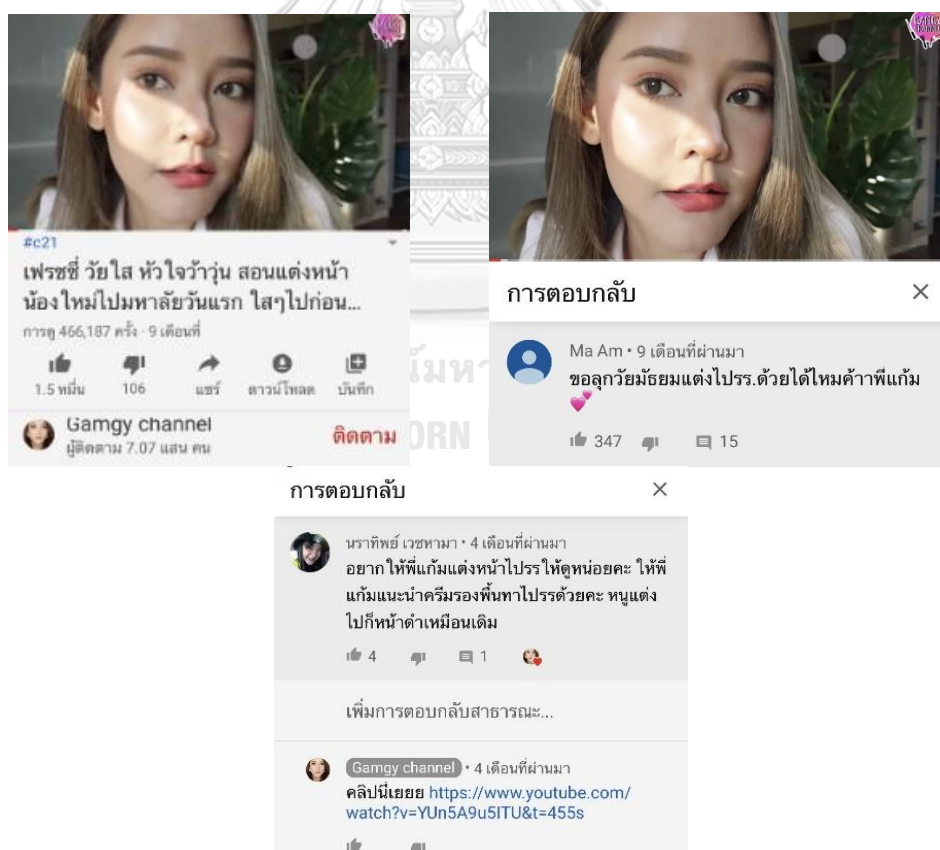 #c21
เฟรชชี่ วัยใส หัวใจว้าวุ่น สอนแต่งหน้า
น้องใหม่ไปมหาลัยวันแรก ใสๆไปก่อน...
การดู 466,187 ครั้ง · 9 เดือนที่
1.5 หมื่น
106
แชร์
ดาวน์โหลด
บันทึก
Gamgy channel
ผู้ติดตาม 7.07 แสน คน
ติดตาม
การตอบกลับ
Ma Am • 9 เดือนที่ผ่านมา
ขอลุกวัยมัธยมแต่งไปรร.ด้วยได้ไหมค้าาพี่แก้ม
347
15
การตอบกลับ
นราทิพย์ เวชหามา • 4 เดือนที่ผ่านมา
อยากให้พี่แก้มแต่งหน้าไปรรให้ดูหน่อยคะ ให้พี่
แก้มแนะนำครีมรองพื้นทาไปรรด้วยคะ หนูแต่ง
ไปก็หน้าดำเหมือนเดิม
4
1
เพิ่มการตอบกลับสาธารณะ...
Gamgy channel • 4 เดือนที่ผ่านมา
คลิปนี่เยยย https://www.youtube.com/
watch?v=YUn5A9u5ITU&t=455s